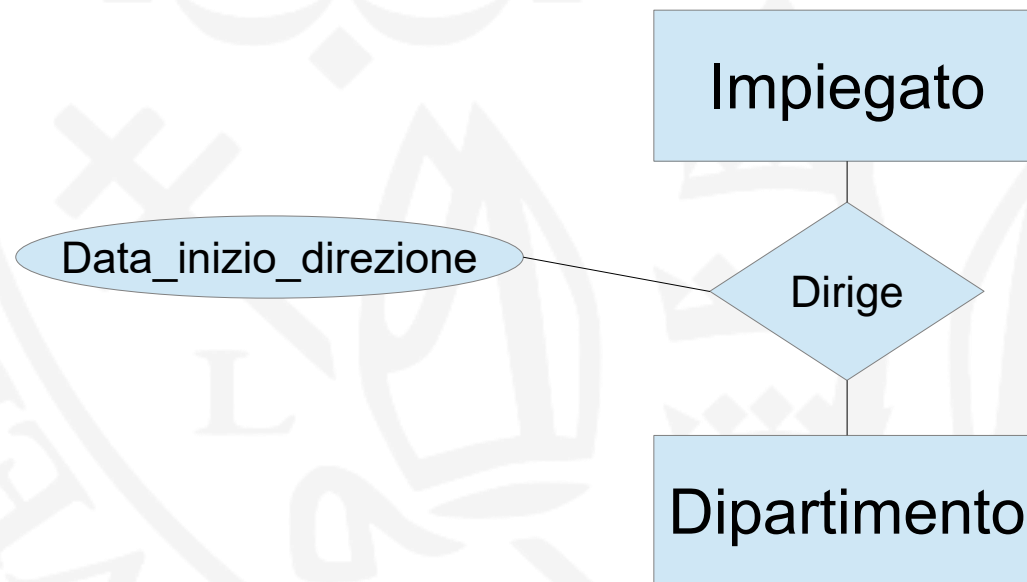 Impiegato
Data_inizio_direzione
Dirige
L
Dipartimento